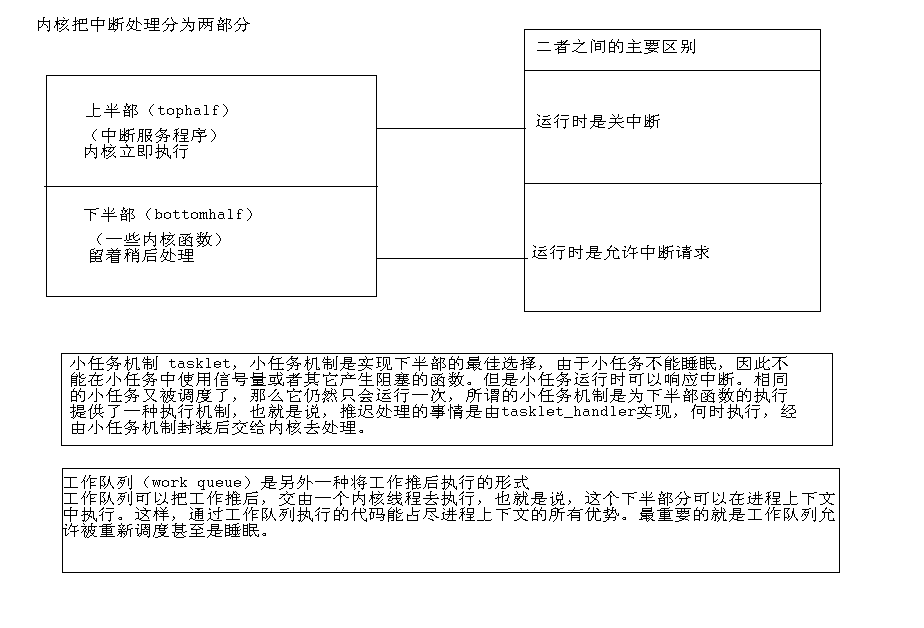 内核把中断处理分为两部分
二者之间的主要区别
上半部（tophalf）
（中断服务程序）
内核立即执行
运行时是关中断
下半部（bottomhalf）
（一些内核函数）
留着稍后处理
运行时是允许中断请求
小任务机制 tasklet，小任务机制是实现下半部的最佳选择，由于小任务不能睡眠，因此不
能在小任务中使用信号量或者其它产生阻塞的函数。但是小任务运行时可以响应中断。相同
的小任务又被调度了，那么它仍然只会运行一次，所谓的小任务机制是为下半部函数的执行
提供了一种执行机制，也就是说，推迟处理的事情是由tasklet_handler实现，何时执行，经
由小任务机制封装后交给内核去处理。
工作队列（work queue）是另外一种将工作推后执行的形式
工作队列可以把工作推后，交由一个内核线程去执行，也就是说，这个下半部分可以在进程上下文
中执行。这样，通过工作队列执行的代码能占尽进程上下文的所有优势。最重要的就是工作队列允
许被重新调度甚至是睡眠。